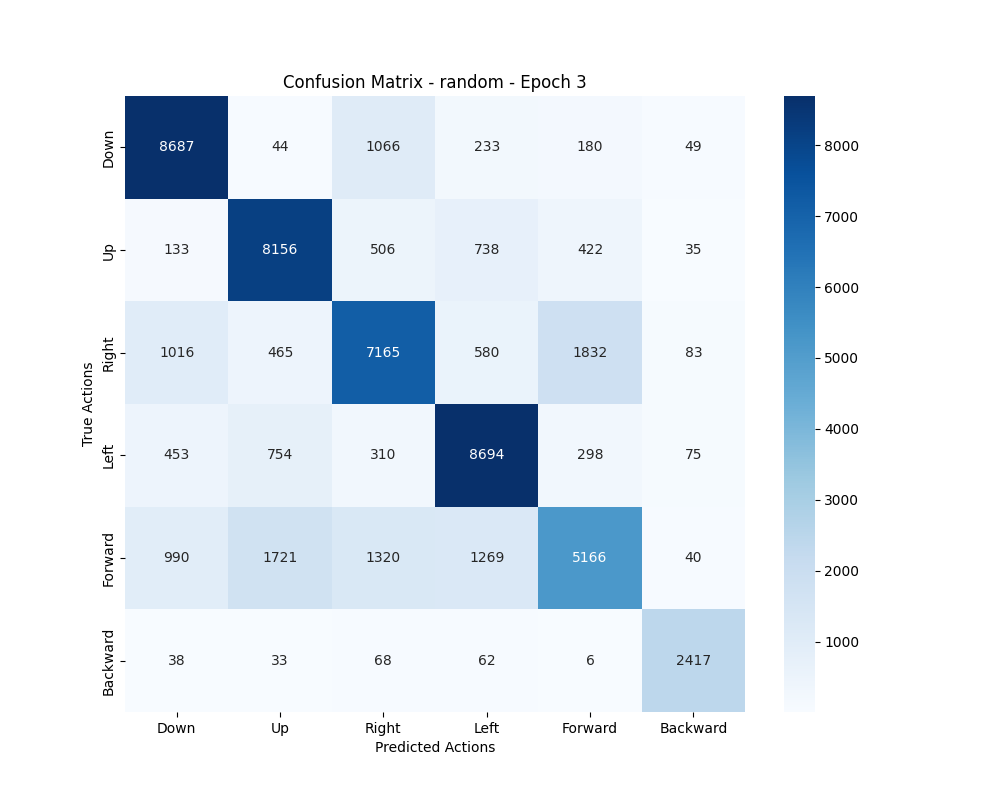 Confusion Matrix - random - Epoch 3
True Actions
Down 8687 44 1066 233 180 49
Up 133 8156 506 738 422 35
Right 1016 465 7165 580 1832 83
Left 453 754 310 8694 298 75
Forward 990 1721 1320 1269 5166 40
Backward 38 33 68 62 6 2417
Down Up Right Left Forward Backward
Predicted Actions
8000
7000
6000
5000
4000
3000
2000
1000